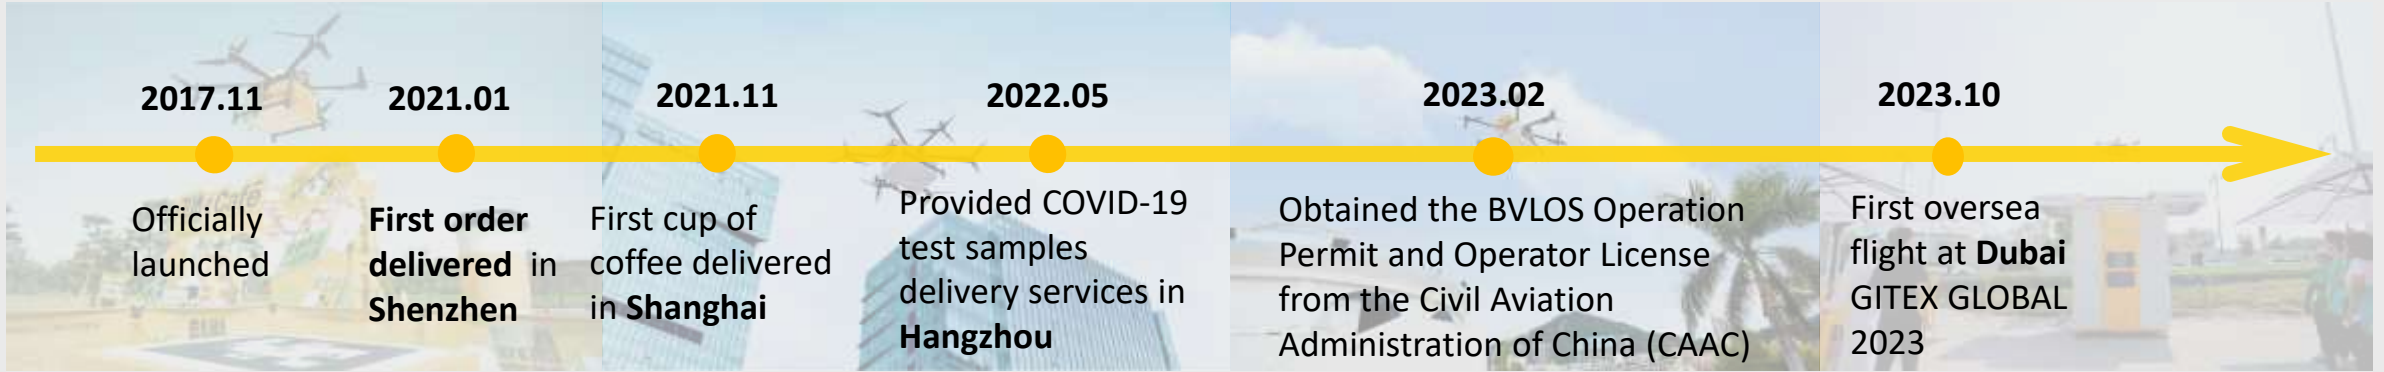 2017.11
Officially
launched
2021.01
First order
delivered in
Shenzhen
2021.11
First cup of
coffee delivered
in Shanghai
2022.05
Provided COVID-19
test samples
delivery services in
Hangzhou
2023.02
Obtained the BVLOS Operation
Permit and Operator License
from the Civil Aviation
Administration of China (CAAC)
2023.10
First oversea
flight at Dubai
GITEX GLOBAL
2023